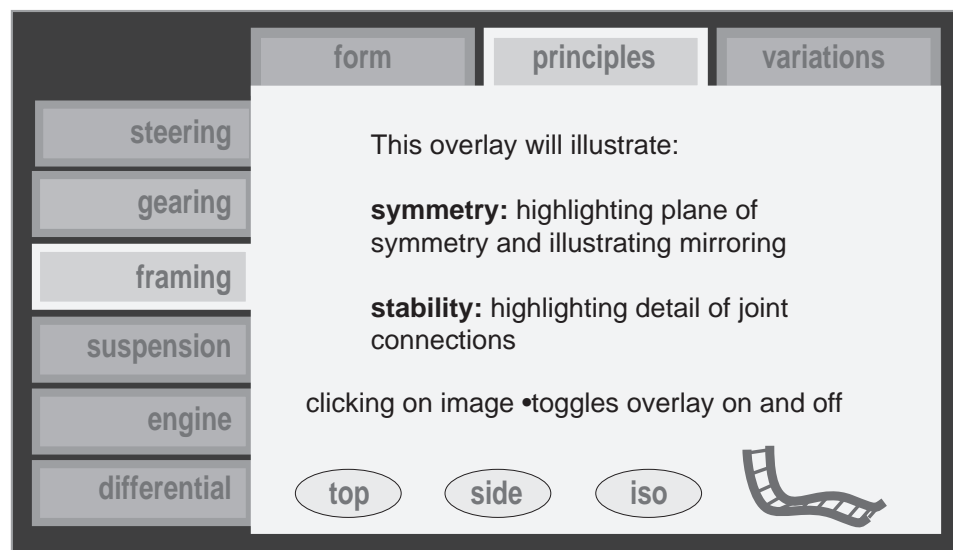 form
principles
variations
steering
gearing
framing
suspension
engine
differential
This overlay will illustrate:
symmetry: highlighting plane of
symmetry and illustrating mirroring
stability: highlighting detail of joint
connections
clicking on image •toggles overlay on and off
top
side
iso